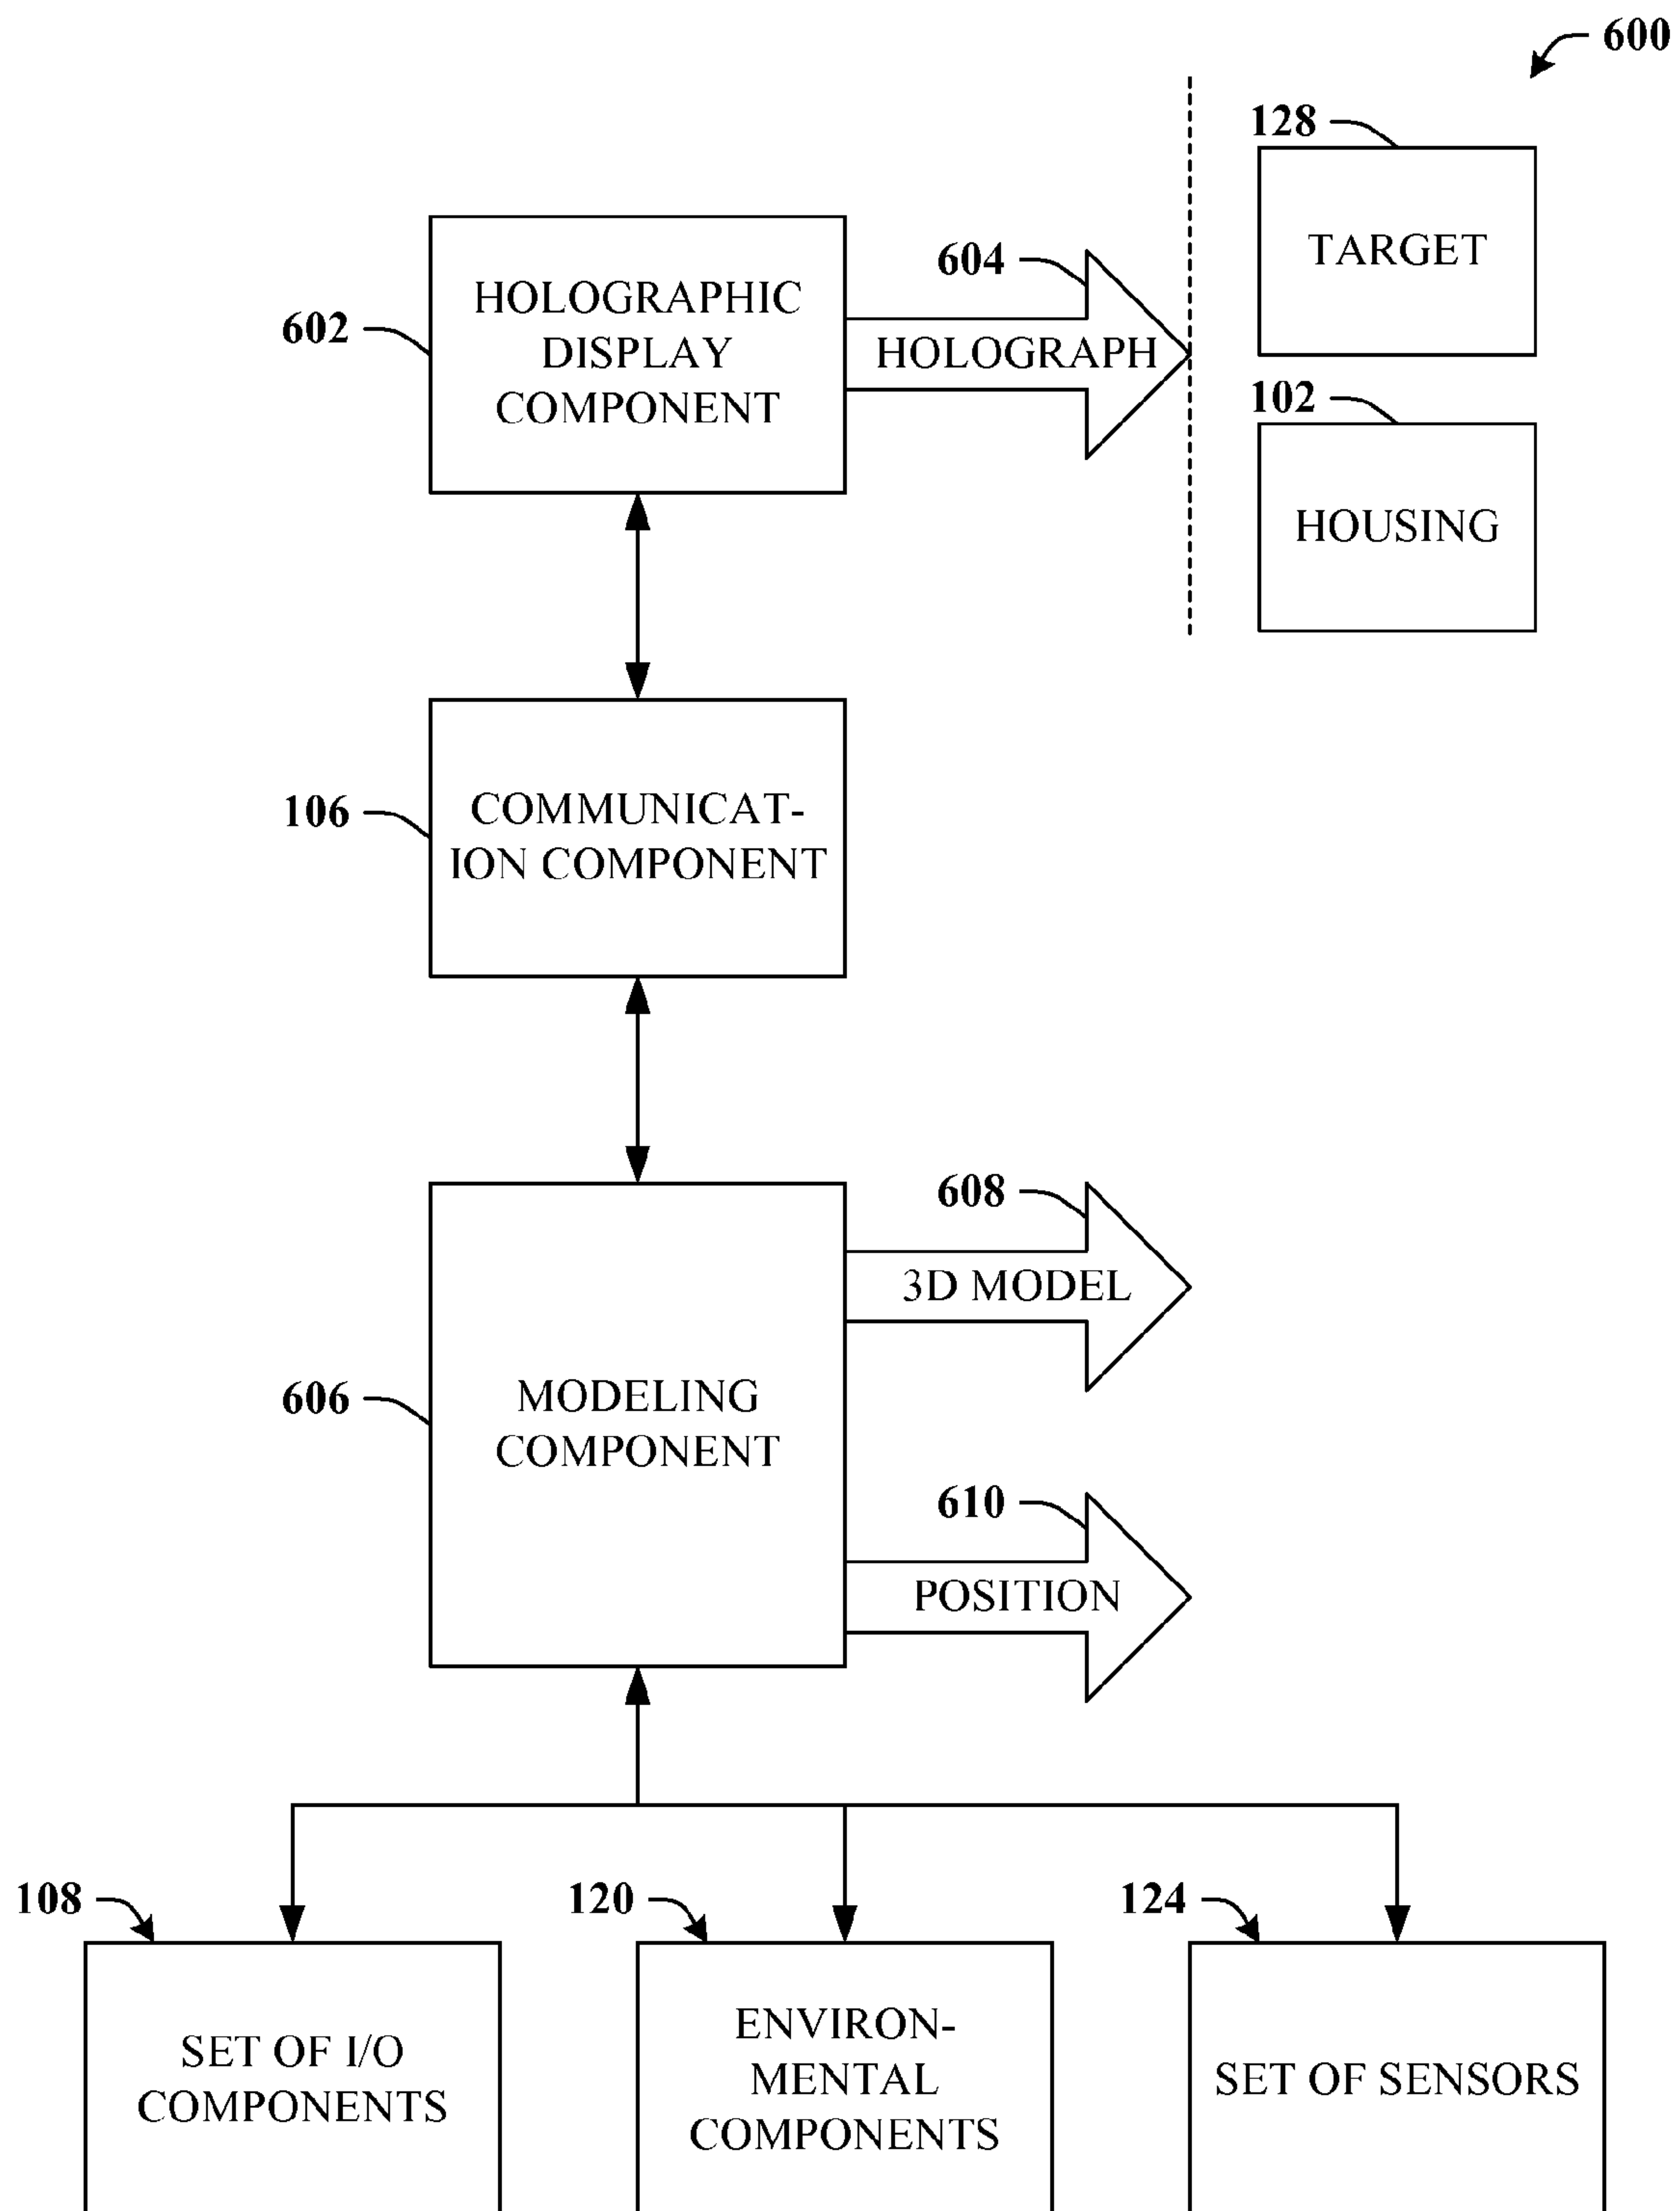 600
128
TARGET
602
HOLOGRAPHIC
DISPLAY
COMPONENT
604
HOLOGRAPH
102
HOUSING
106
COMMUNICAT-
ION COMPONENT
606
MODELING
COMPONENT
608
3D MODEL
610
POSITION
108
SET OF I/O
COMPONENTS
120
ENVIRON-
MENTAL
COMPONENTS
124
SET OF SENSORS